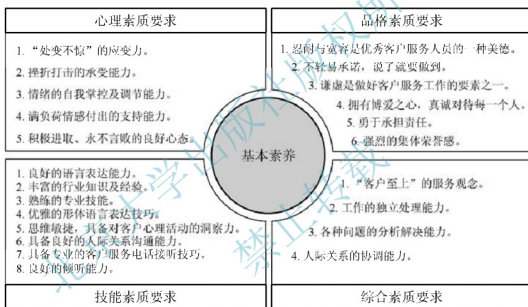 心理素质要求
1. “处变不惊”的应变力。
2. 挫折打击的承受能力。
3. 情绪的自我掌控及调节能力。
4. 满负荷情感付出的支持能力。
5. 积极进取、永不言败的良好心态。
品格素质要求
1. 忍耐与宽容是优秀客户服务人员的一种美德。
2. 不轻易承诺，说了就要做到。
3. 谦虚是做好客户服务工作的要素之一。
4. 拥有博爱之心，真诚对待每一个人。
5. 勇于承担责任。
6. 强烈的集体荣誉感。
基本素养
1. 良好的语言表达能力。
2. 丰富的行业知识及经验。
3. 熟练的专业技能。
4. 优雅的形体语言表达技巧。
5. 思维敏捷，具备对客户心理活动的洞察力。
6. 具备良好的人际关系沟通能力。
7. 具备专业的客户服务电话接听技巧。
8. 良好的倾听能力。
技能素质要求
1. “客户至上”的服务观念。
2. 工作的独立处理能力。
3. 各种问题的分析解决能力。
4. 人际关系的协调能力。
综合素质要求
北京大学出版社版权所有
禁止转载